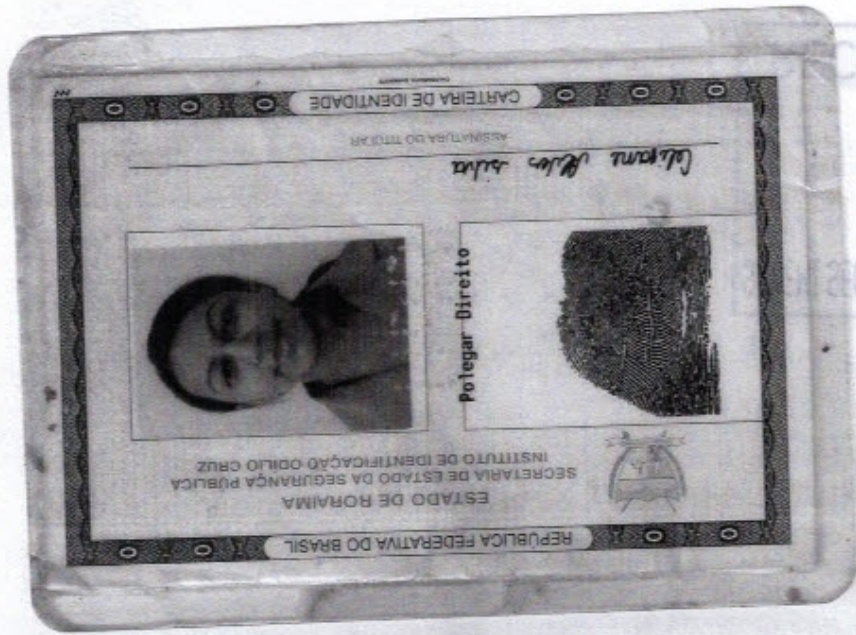 REPÚBLICA FEDERATIVA DO BRASIL
ESTADO DE RORAIMA
SECRETARIA DE ESTADO DA SEGURANÇA PÚBLICA
INSTITUTO DE IDENTIFICAÇÃO ODILIO CRUZ
Polegar Direito
silva
ASSINATURA DO TITULAR
CARTEIRA DE IDENTIDADE